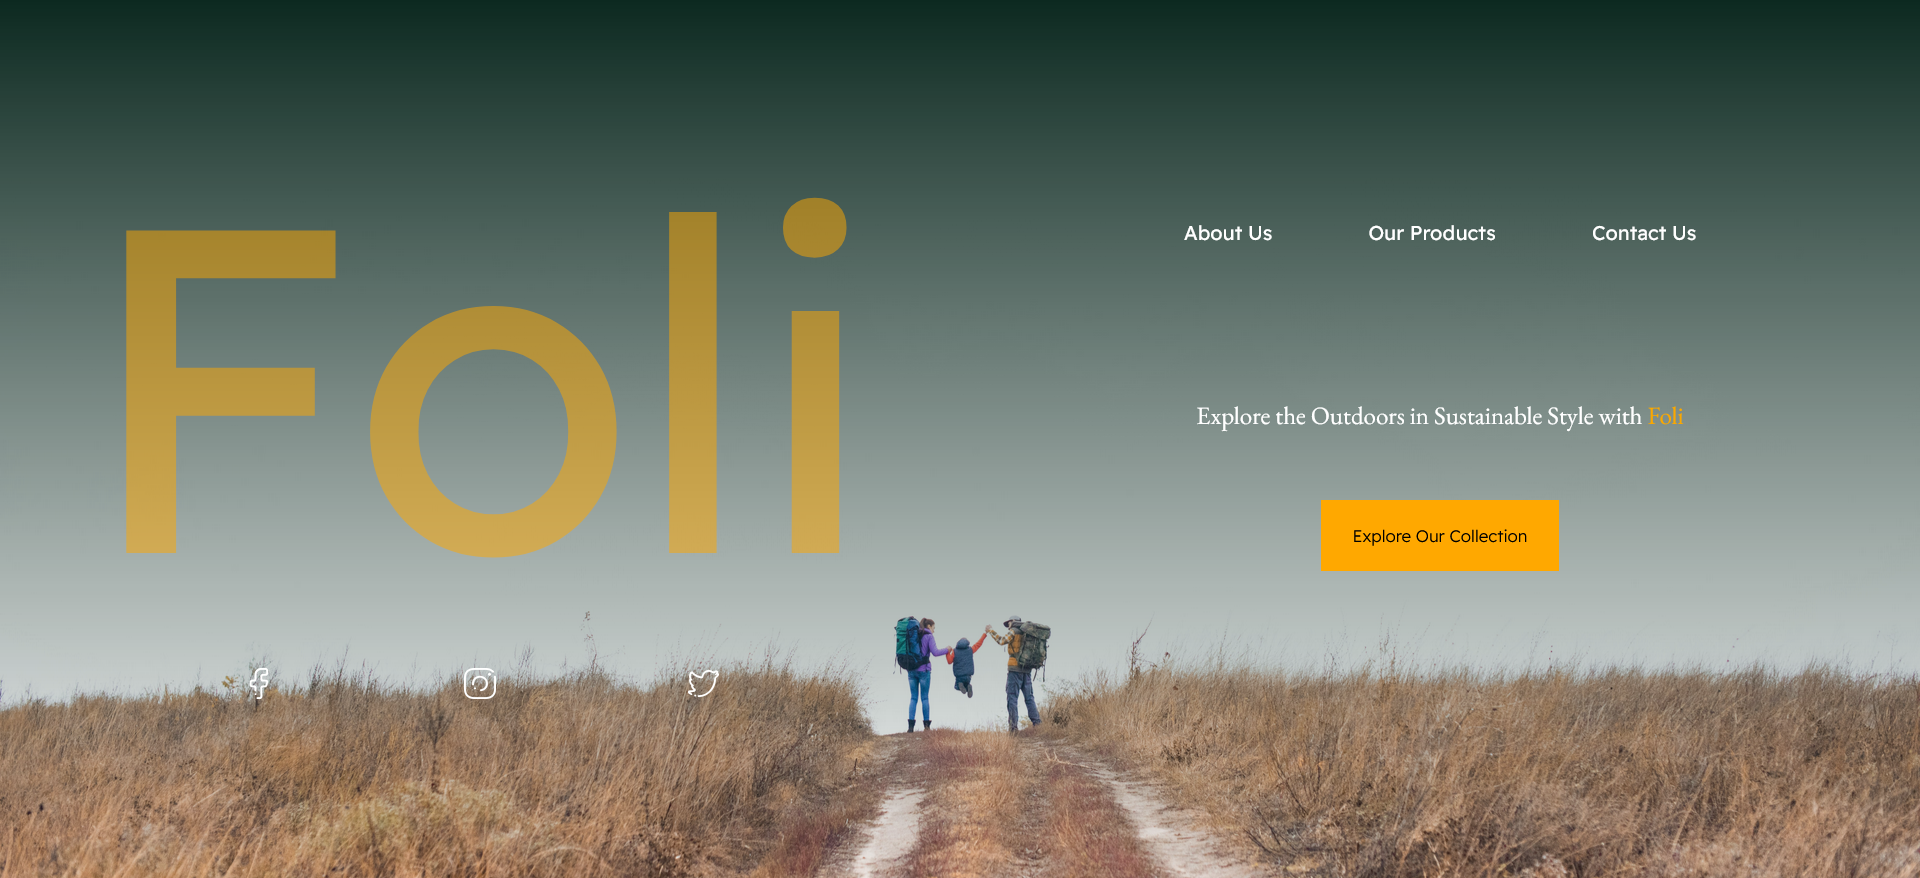 Foli
About Us
Our Products
Contact Us
Explore the Outdoors in Sustainable Style with Foli
Explore Our Collection